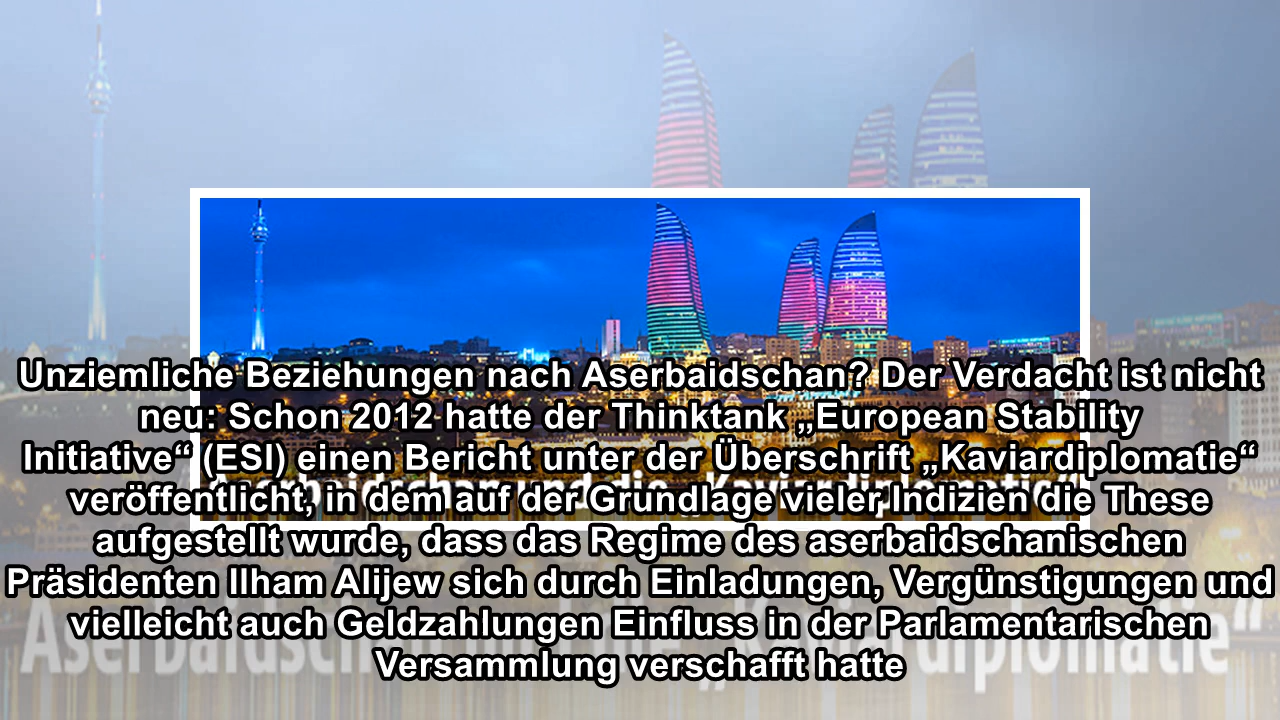 Unziemliche Beziehungen nach Aserbaidschan? Der Verdacht ist nicht
neu: Schon 2012 hatte der Thinktank „European Stability
Initiative“ (ESI) einen Bericht unter der Überschrift „Kaviardiplomatie“
veröffentlicht, in dem auf der Grundlage vieler Indizien die These
aufgestellt wurde, dass das Regime des aserbaidschanischen
Präsidenten Ilham Alijew sich durch Einladungen, Vergünstigungen und
vielleicht auch Geldzahlungen Einfluss in der Parlamentarischen
Versammlung verschafft hatte